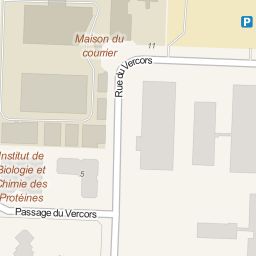 P
11
Maison du
courrier
Rue du Vercors
Institut de
Biologie et
Chimie des
Protéines
5
Passage du Vercors